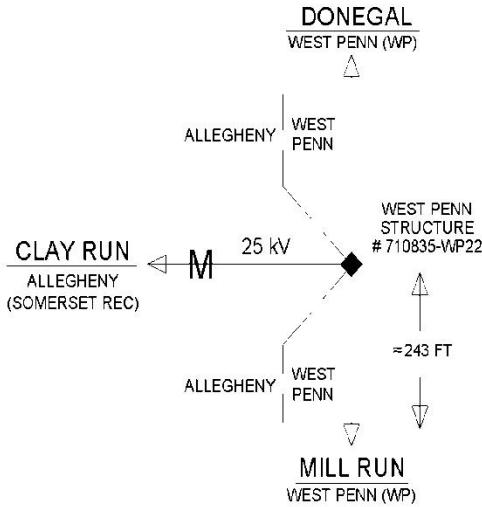 DONEGAL
WEST PENN (WP)
ALLEGHENY
WEST
PENN
WEST PENN
STRUCTURE
# 710835-WP22
CLAY RUN
ALLEGHENY
(SOMERSET REC)
M
25 kV
≈243 FT
ALLEGHENY
WEST
PENN
MILL RUN
WEST PENN (WP)